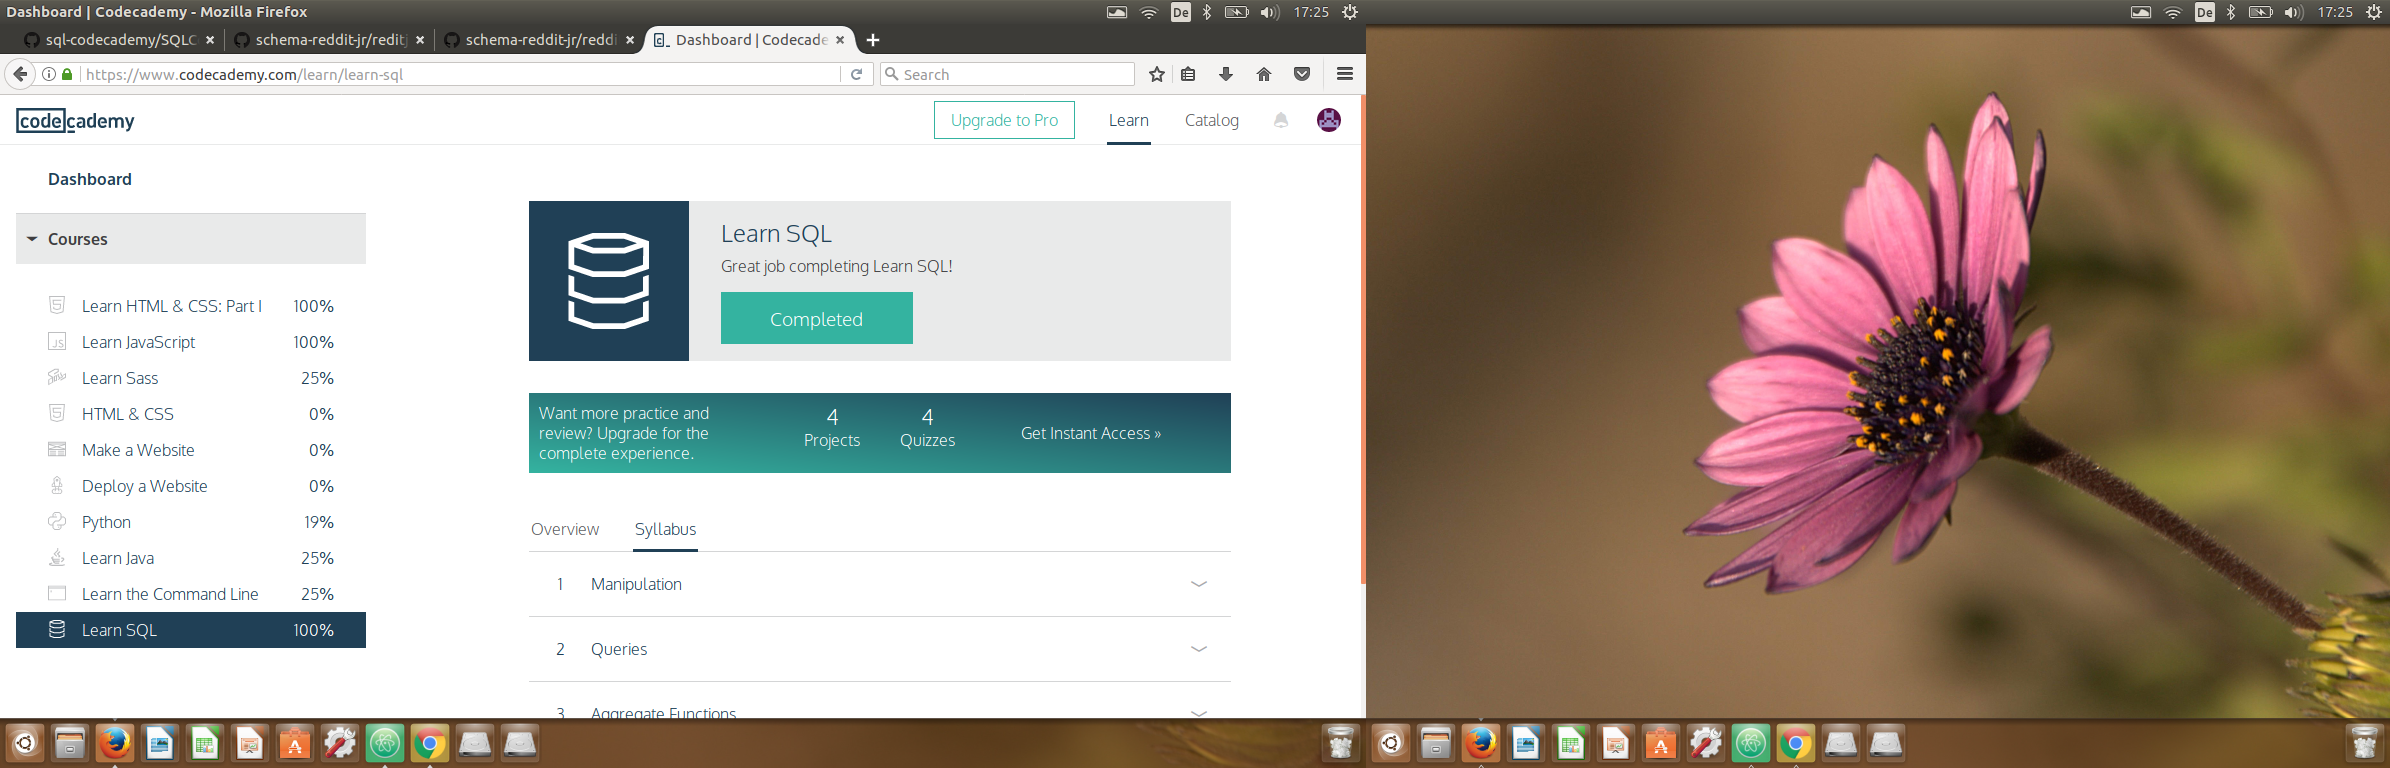 Dashboard | Codecademy - Mozilla Firefox
De
17:25
De
17:25
sql-codecademy/SQLC
schema-reddit-jr/redit
schema-reddit-jr/reddi
Dashboard | Codecade
https://www.codecademy.com/learn/learn-sql
Search
codecademy
Upgrade to Pro
Learn
Catalog
Dashboard
Courses
Learn HTML & CSS: Part I 100%
JS Learn JavaScript 100%
Learn Sass 25%
HTML & CSS 0%
Make a Website 0%
Deploy a Website 0%
Python 19%
Learn Java 25%
Learn the Command Line 25%
Learn SQL 100%
Learn SQL
Great job completing Learn SQL!
Completed
Want more practice and
review? Upgrade for the
complete experience.
4
Projects
4
Quizzes
Get Instant Access »
Overview
Syllabus
1 Manipulation
2 Queries
3 Aggregate Functions